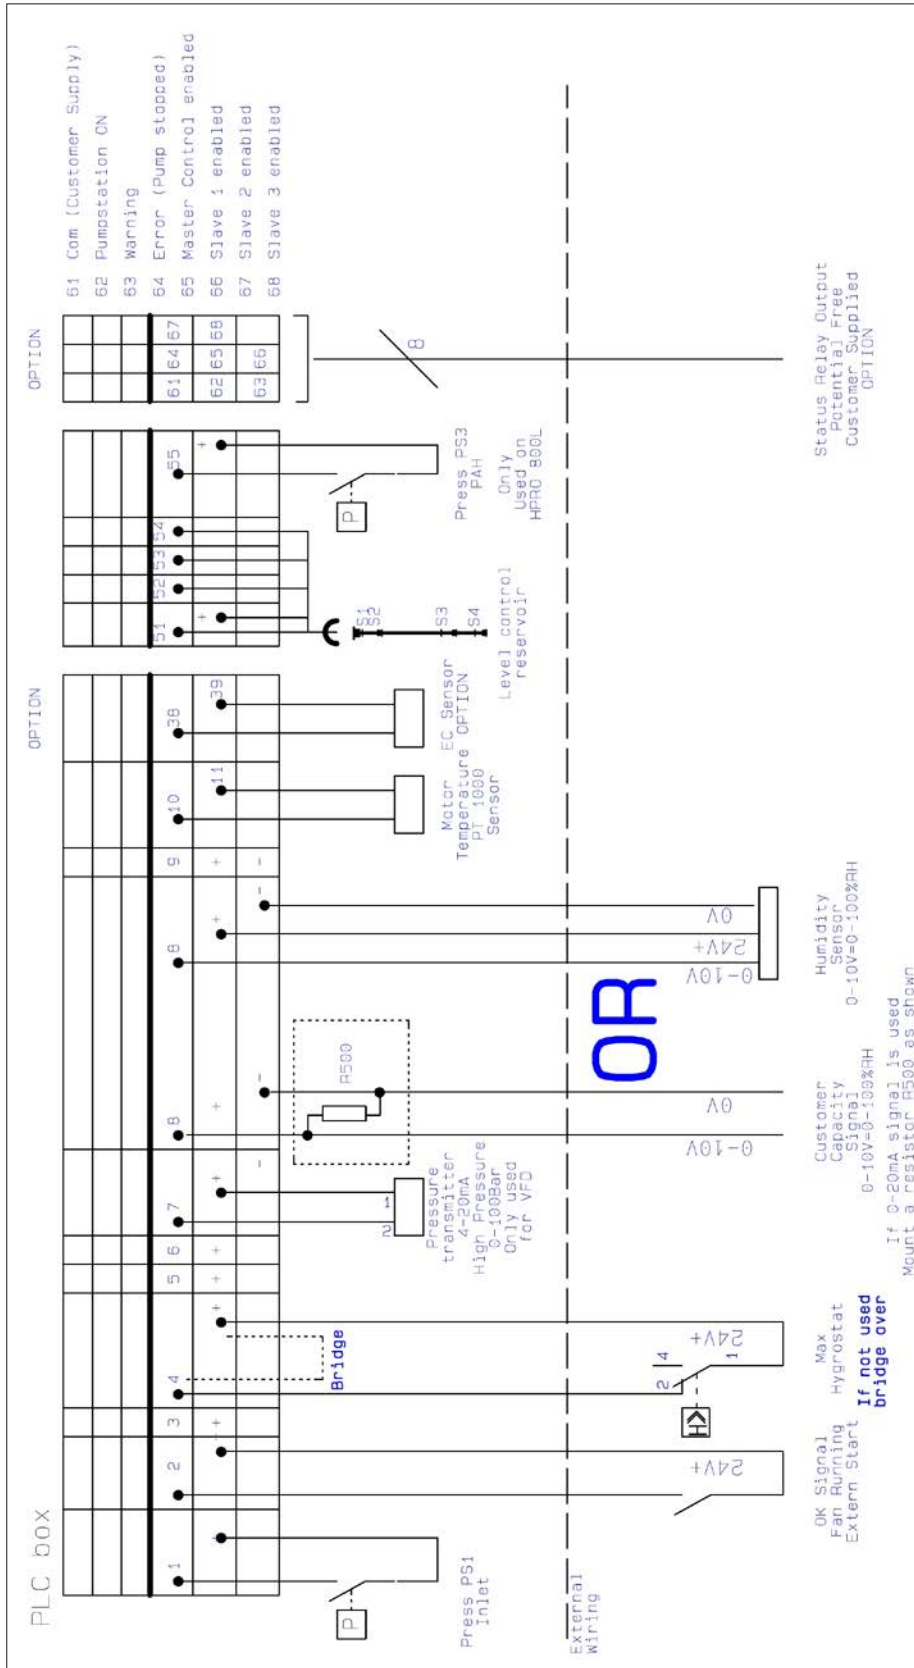 PLC box
OPTION
OPTION
61 Com (Customer Supply)
62 Pumpstation ON
63 Warning
64 Error (Pump stopped)
65 Master Control enabled
66 Slave 1 enabled
67 Slave 2 enabled
68 Slave 3 enabled
1 2 3 4 5 6 7 8 8 9 10 38 51 52 53 54 55 61 64 67
+ + + + + + + + + 11 39 + + 62 65 68
- - - 63 66
P
Press PS1
Inlet
External
Wiring
24V+
OK Signal
Fan Running
Extern Start
Bridge
H>
2
4
1
24V+
Max
Hygrostat
If not used
bridge over
2
1
Pressure
transmitter
4-20mA
High Pressure
0-100Bar
Only used
for VFD
R500
0-10V
0V
Customer
Capacity
Signal
0-10V=0-100%RH
If 0-20mA signal is used
Mount a resistor R500 as shown
OR
0-10V
24V+
0V
Humidity
Sensor
0-10V=0-100%RH
Motor
Temperature
PT 1000
Sensor
EC Sensor
OPTION
S1
S2
S3
S4
Level control
reservoir
P
Press PS3
PAH
Only
Used on
HPRO 800L
8
Status Relay Output
Potential Free
Customer Supplied
OPTION